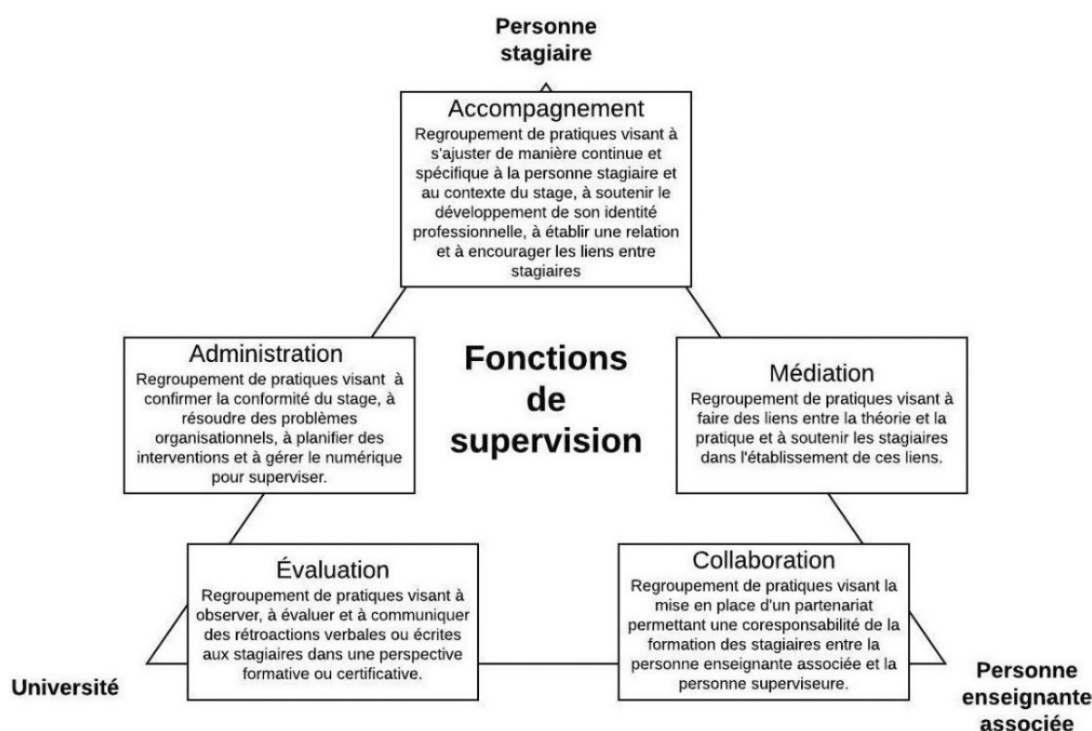 Personne
stagiaire
Accompagnement
Regroupement de pratiques visant à
s'ajuster de manière continue et
spécifique à la personne stagiaire et
au contexte du stage, à soutenir le
développement de son identité
professionnelle, à établir une relation
et à encourager les liens entre
stagiaires
Administration
Regroupement de pratiques visant à
confirmer la conformité du stage, à
résoudre des problèmes
organisationnels, à planifier des
interventions et à gérer le numérique
pour superviser.
Fonctions
de
supervision
Médiation
Regroupement de pratiques visant à
faire des liens entre la théorie et la
pratique et à soutenir les stagiaires
dans l'établissement de ces liens.
Évaluation
Regroupement de pratiques visant à
observer, à évaluer et à communiquer
des rétroactions verbales ou écrites
aux stagiaires dans une perspective
formative ou certificative.
Collaboration
Regroupement de pratiques visant la
mise en place d'un partenariat
permettant une coresponsabilité de la
formation des stagiaires entre la
personne enseignante associée et la
personne superviseure.
Université
Personne
enseignante
associée